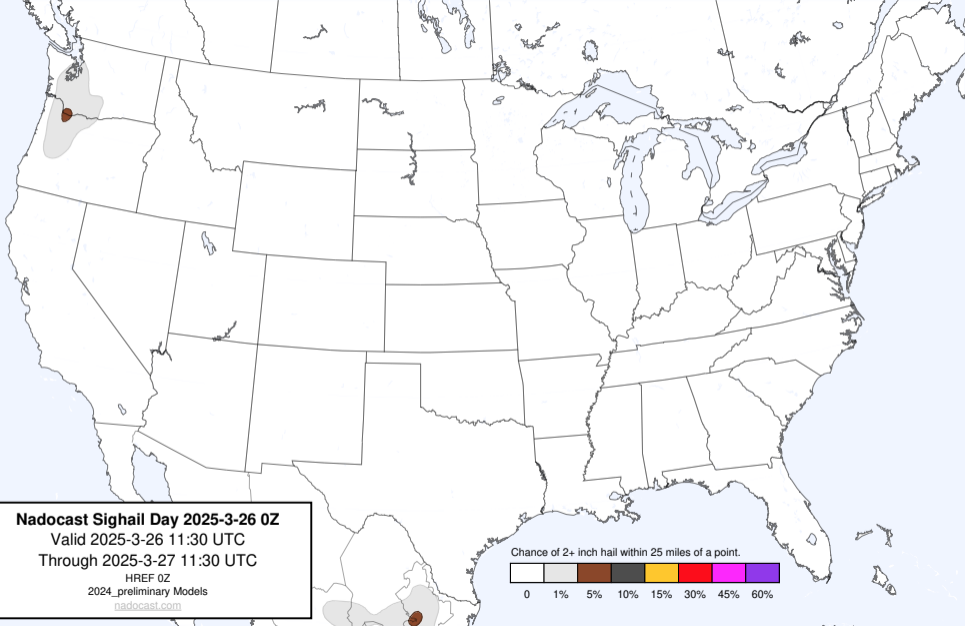 Nadocast Sighail Day 2025-3-26 0Z
Valid 2025-3-26 11:30 UTC
Through 2025-3-27 11:30 UTC
HREF 0Z
2024_preliminary Models
nadocast.com
Chance of 2+ inch hail within 25 miles of a point.
0 1% 5% 10% 15% 30% 45% 60%